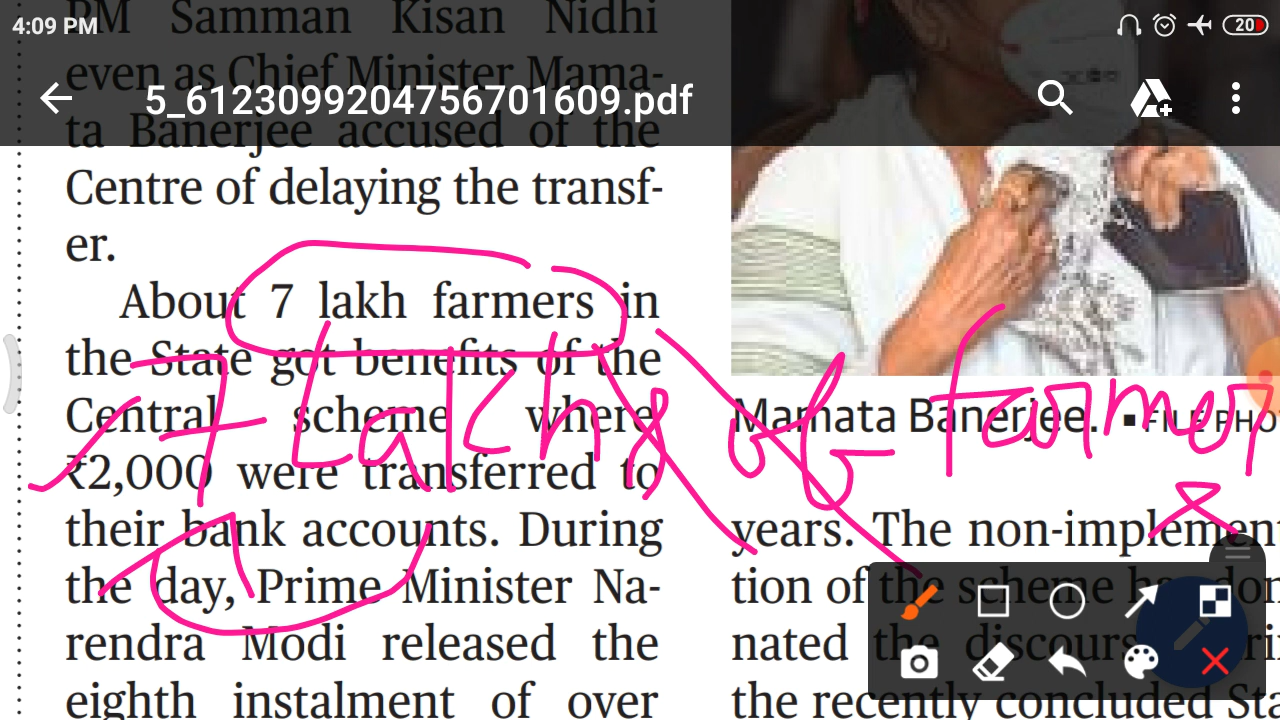 4:09 PM
20
5_6123099204756701609.pdf
PM Samman Kisan Nidhi
even as Chief Minister Mama-
ta Banerjee accused of the
Centre of delaying the transf-
er.
About 7 lakh farmers in
the State got benefits of the
Central scheme where
₹2,000 were transferred to
their bank accounts. During
the day, Prime Minister Na-
rendra Modi released the
eighth instalment of over
7 Lakhs of farmer
Mamata Banerjee. ■ FILE PHO
years. The non-implement
tion of the scheme
nated the discours
the recently concluded Sta